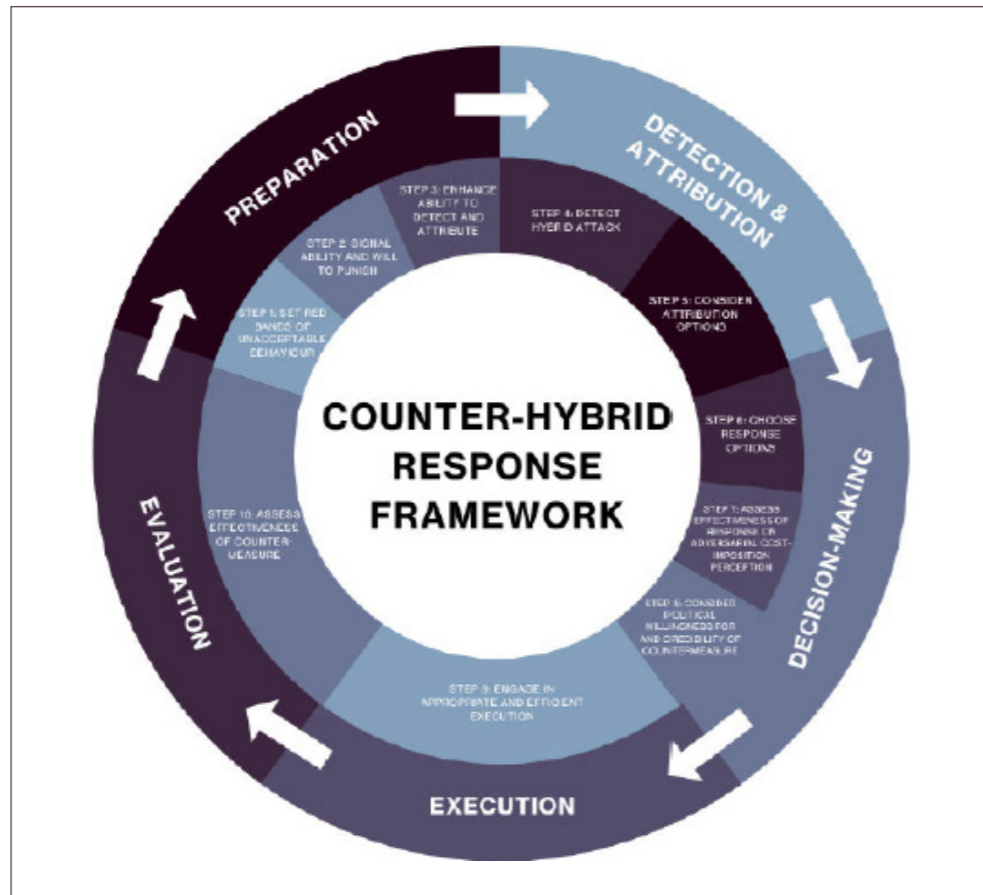 COUNTER-HYBRID
RESPONSE
FRAMEWORK
PREPARATION
STEP 1: SET RED
BANDS OF
UNACCEPTABLE
BEHAVIOUR
STEP 2: SIGNAL
ABILITY AND WILL
TO PUNISH
STEP 3: ENHANCE
ABILITY TO
DETECT AND
ATTRIBUTE
DETECTION &
ATTRIBUTION
STEP 4: DETECT
HYBRID ATTACK
STEP 5: CONSIDER
ATTRIBUTION
OPTIONS
DECISION-MAKING
STEP 6: CHOOSE
RESPONSE
OPTIONS
STEP 7: ASSESS
EFFECTIVENESS OF
RESPONSE ON
ADVERSARIAL COST-
IMPOSITION
PERCEPTION
STEP 8: CONSIDER
POLITICAL
WILLINGNESS FOR
AND CREDIBILITY OF
COUNTERMEASURE
EXECUTION
STEP 9: ENGAGE IN
APPROPRIATE AND EFFICIENT
EXECUTION
EVALUATION
STEP 10: ASSESS
EFFECTIVENESS
OF COUNTER-
MEASURE